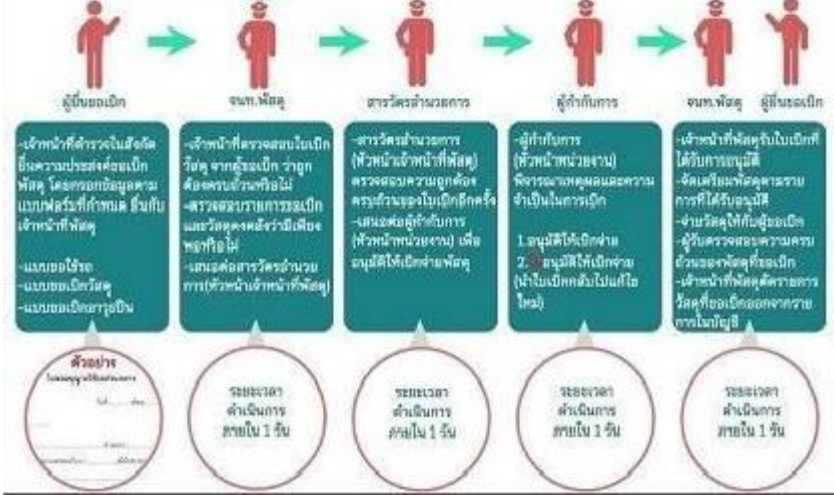 ผู้ยื่นขอเบิก
จนท.พัสดุ
สารวัตรอำนวยการ
ผู้กำกับการ
จนท.พัสดุ ผู้ยื่นขอเบิก
-เจ้าหน้าที่ตำรวจในสังกัด
ยื่นความประสงค์ขอเบิก
พัสดุ โดยกรอกข้อมูลตาม
แบบฟอร์มที่กำหนด ยื่นกับ
เจ้าหน้าที่พัสดุ
-แบบขอใช้รถ
-แบบขอเบิกวัสดุ
-แบบขอเบิกอาวุธปืน
-เจ้าหน้าที่ตรวจสอบใบเบิก
วัสดุ จากผู้ขอเบิก ว่าถูก
ต้องครบถ้วนหรือไม่
-ตรวจสอบรายการขอเบิก
และวัสดุคงคลังว่ามีเพียง
พอหรือไม่
-เสนอต่อสารวัตรอำนวย
การ(หัวหน้าเจ้าหน้าที่พัสดุ)
-สารวัตรอำนวยการ
(หัวหน้าเจ้าหน้าที่พัสดุ)
ตรวจสอบความถูกต้อง
ครบถ้วนของใบเบิกอีกครั้ง
-เสนอต่อผู้กำกับการ
(หัวหน้าหน่วยงาน) เพื่อ
อนุมัติให้เบิกจ่ายพัสดุ
-ผู้กำกับการ
(หัวหน้าหน่วยงาน)
พิจารณาเหตุผลและความ
จำเป็นในการเบิก
1.อนุมัติให้เบิกจ่าย
2. อนุมัติให้เบิกจ่าย
(นำใบเบิกกลับไปแก้ไข
ใหม่)
-เจ้าหน้าที่พัสดุรับใบเบิกที่
ได้รับการอนุมัติ
-จัดเตรียมพัสดุตามราย
การที่ได้รับอนุมัติ
-จ่ายวัสดุให้กับผู้ขอเบิก
-ผู้รับตรวจสอบความครบ
ถ้วนของพัสดุที่ขอเบิก
-เจ้าหน้าที่พัสดุตัดรายการ
วัสดุที่ขอเบิกออกจากราย
การในบัญชี
ตัวอย่าง
ระยะเวลา
ดำเนินการ
ภายใน 1 วัน
ระยะเวลา
ดำเนินการ
ภายใน 1 วัน
ระยะเวลา
ดำเนินการ
ภายใน 1 วัน
ระยะเวลา
ดำเนินการ
ภายใน 1 วัน